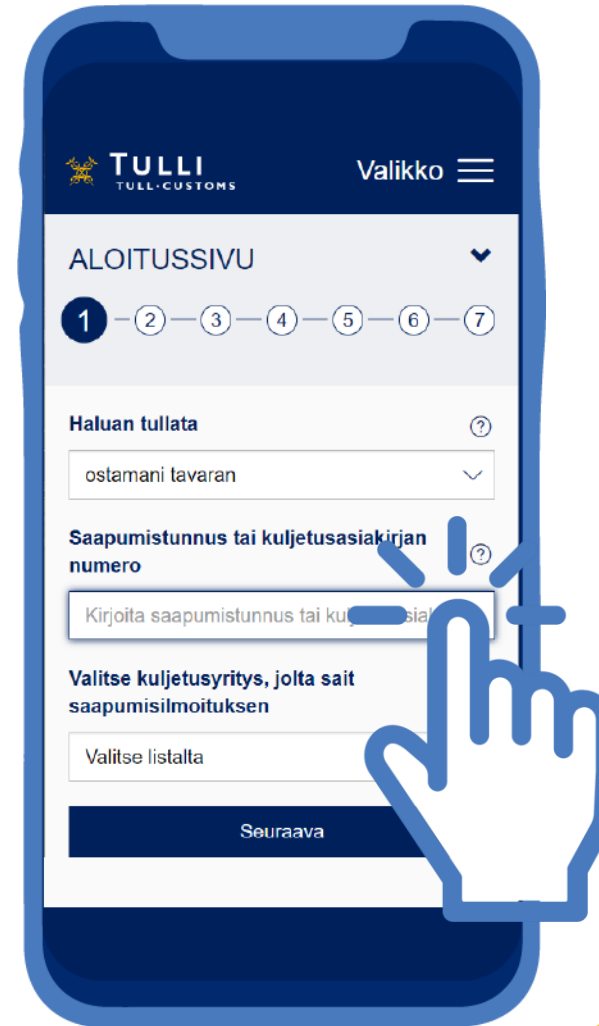 TULLI
TULL·CUSTOMS
Valikko
ALOITUSSIVU
1 2 3 4 5 6 7
Haluan tullata
?
ostamani tavaran
Saapumistunnus tai kuljetusasiakirjan
numero
?
Kirjoita saapumistunnus tai
Valitse kuljetusyritys, jolta sait
saapumisilmoituksen
Valitse listalta
Seuraava